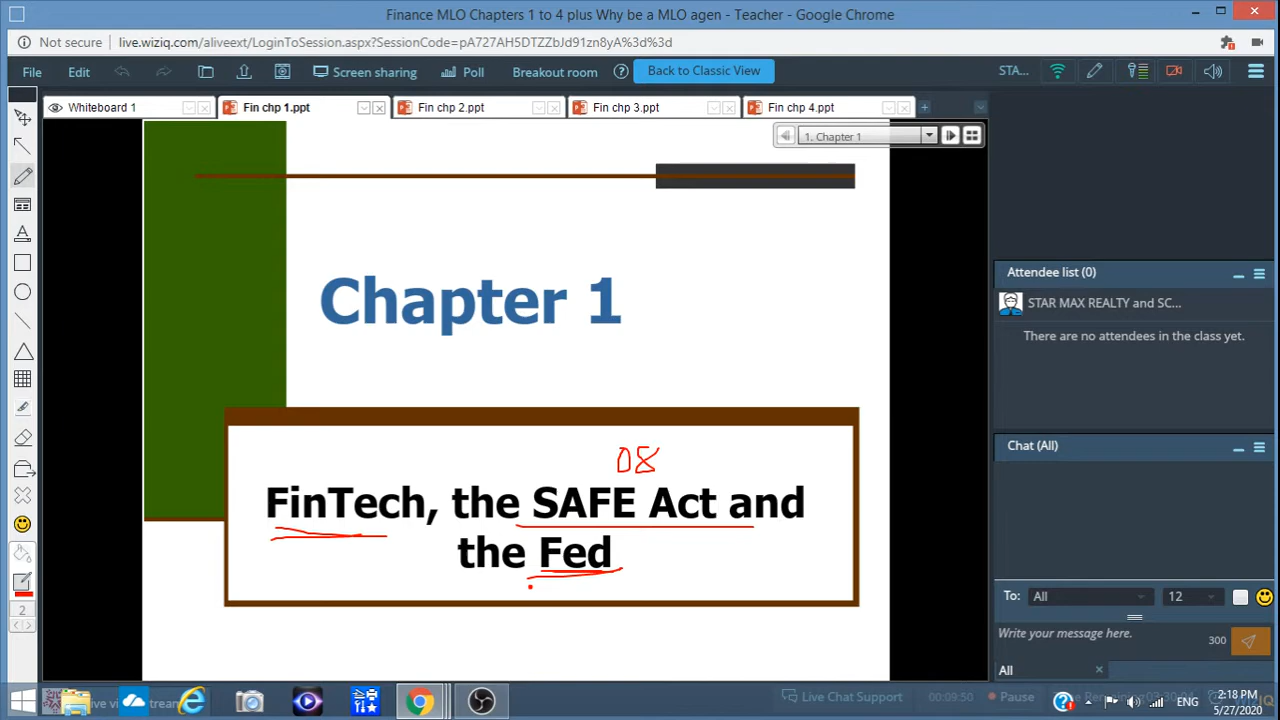 Finance MLO Chapters 1 to 4 plus Why be a MLO agen - Teacher - Google Chrome
Not secure | live.wiziq.com/aliveext/LoginToSession.aspx?SessionCode=pA727AH5DTZZbJd91zn8yA%3d%3d
File Edit Screen sharing Poll Breakout room ? Back to Classic View STA...
Whiteboard 1 Fin chp 1.ppt Fin chp 2.ppt Fin chp 3.ppt Fin chp 4.ppt
1. Chapter 1
Chapter 1
08
FinTech, the SAFE Act and
the Fed
Attendee list (0)
STAR MAX REALTY and SC...
There are no attendees in the class yet.
Chat (All)
To: All 12
Write your message here. 300
All
2
Live Chat Support 00:09:50 Pause
ENG 2:18 PM
5/27/2020